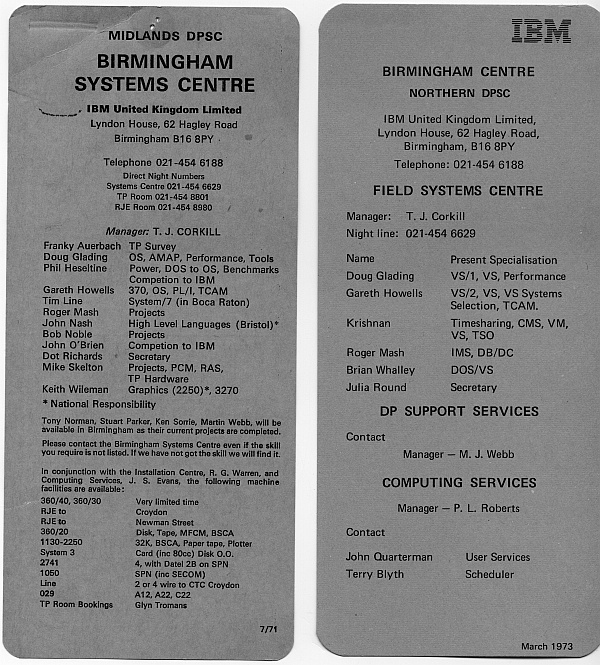 MIDLANDS DPSC
BIRMINGHAM
SYSTEMS CENTRE
IBM United Kingdom Limited
Lyndon House, 62 Hagley Road
Birmingham B16 8PY
Telephone 021-454 6188
Direct Night Numbers
Systems Centre 021-454 6629
TP Room 021-454 8801
RJE Room 021-454 8980
Manager: T. J. CORKILL
Franky Auerbach TP Survey
Doug Glading OS, AMAP, Performance, Tools
Phil Heseltine Power, DOS to OS, Benchmarks
Competion to IBM
Gareth Howells 370, OS, PL/I, TCAM
Tim Line System/7 (in Boca Raton)
Roger Mash Projects
John Nash High Level Languages (Bristol)*
Bob Noble Projects
John O'Brien Competion to IBM
Dot Richards Secretary
Mike Skelton Projects, PCM, RAS,
TP Hardware
Keith Wileman Graphics (2250)*, 3270
* National Responsibility
Tony Norman, Stuart Parker, Ken Sorrie, Martin Webb, will be
available in Birmingham as their current projects are completed.
Please contact the Birmingham Systems Centre even if the skill
you require is not listed. If we have not got the skill we will find it.
In conjunction with the Installation Centre, R. G. Warren, and
Computing Services, J. S. Evans, the following machine
facilities are available:
360/40, 360/30 Very limited time
RJE to Croydon
RJE to Newman Street
360/20 Disk, Tape, MFCM, BSCA
1130-2250 32K, BSCA, Paper tape, Plotter
System 3 Card (inc 80cc) Disk O.O.
2741 4, with Datel 2B on SPN
1050 SPN (inc SECOM)
Line 2 or 4 wire to CTC Croydon
029 A12, A22, C22
TP Room Bookings Glyn Tromans
7/71
IBM
BIRMINGHAM CENTRE
NORTHERN DPSC
IBM United Kingdom Limited,
Lyndon House, 62 Hagley Road,
Birmingham, B16 8PY
Telephone: 021-454 6188
FIELD SYSTEMS CENTRE
Manager: T. J. Corkill
Night line: 021-454 6629
Name Present Specialisation
Doug Glading VS/1, VS, Performance
Gareth Howells VS/2, VS, VS Systems
Selection, TCAM.
Krishnan Timesharing, CMS, VM,
VS, TSO
Roger Mash IMS, DB/DC
Brian Whalley DOS/VS
Julia Round Secretary
DP SUPPORT SERVICES
Contact
Manager — M. J. Webb
COMPUTING SERVICES
Manager — P. L. Roberts
Contact
John Quarterman User Services
Terry Blyth Scheduler
March 1973